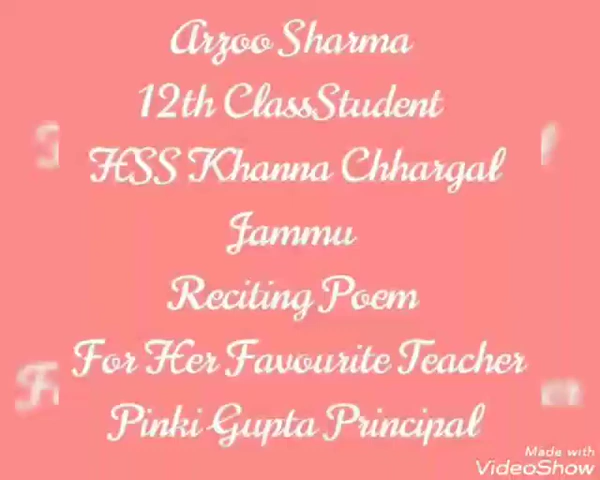 Arzoo Sharma
12th ClassStudent
HSS Khanna Chhargal
Jammu
Reciting Poem
For Her Favourite Teacher
Pinki Gupta Principal
Made with
VideoShow